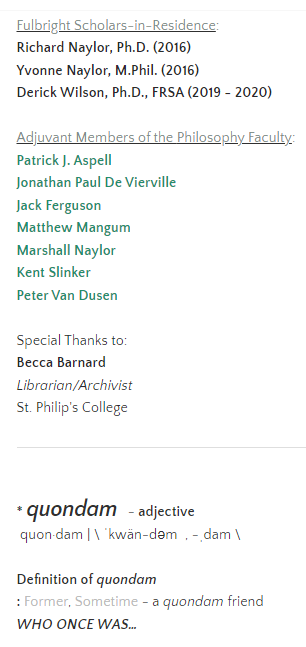 Fulbright Scholars-in-Residence:
Richard Naylor, Ph.D. (2016)
Yvonne Naylor, M.Phil. (2016)
Derick Wilson, Ph.D., FRSA (2019 - 2020)
Adjuvant Members of the Philosophy Faculty:
Patrick J. Aspell
Jonathan Paul De Vierville
Jack Ferguson
Matthew Mangum
Marshall Naylor
Kent Slinker
Peter Van Dusen
Special Thanks to:
Becca Barnard
Librarian/Archivist
St. Philip's College
* quondam - adjective
quon·dam | \ ˈkwän-dəm , -ˌdam \
Definition of quondam
: Former, Sometime - a quondam friend
WHO ONCE WAS...